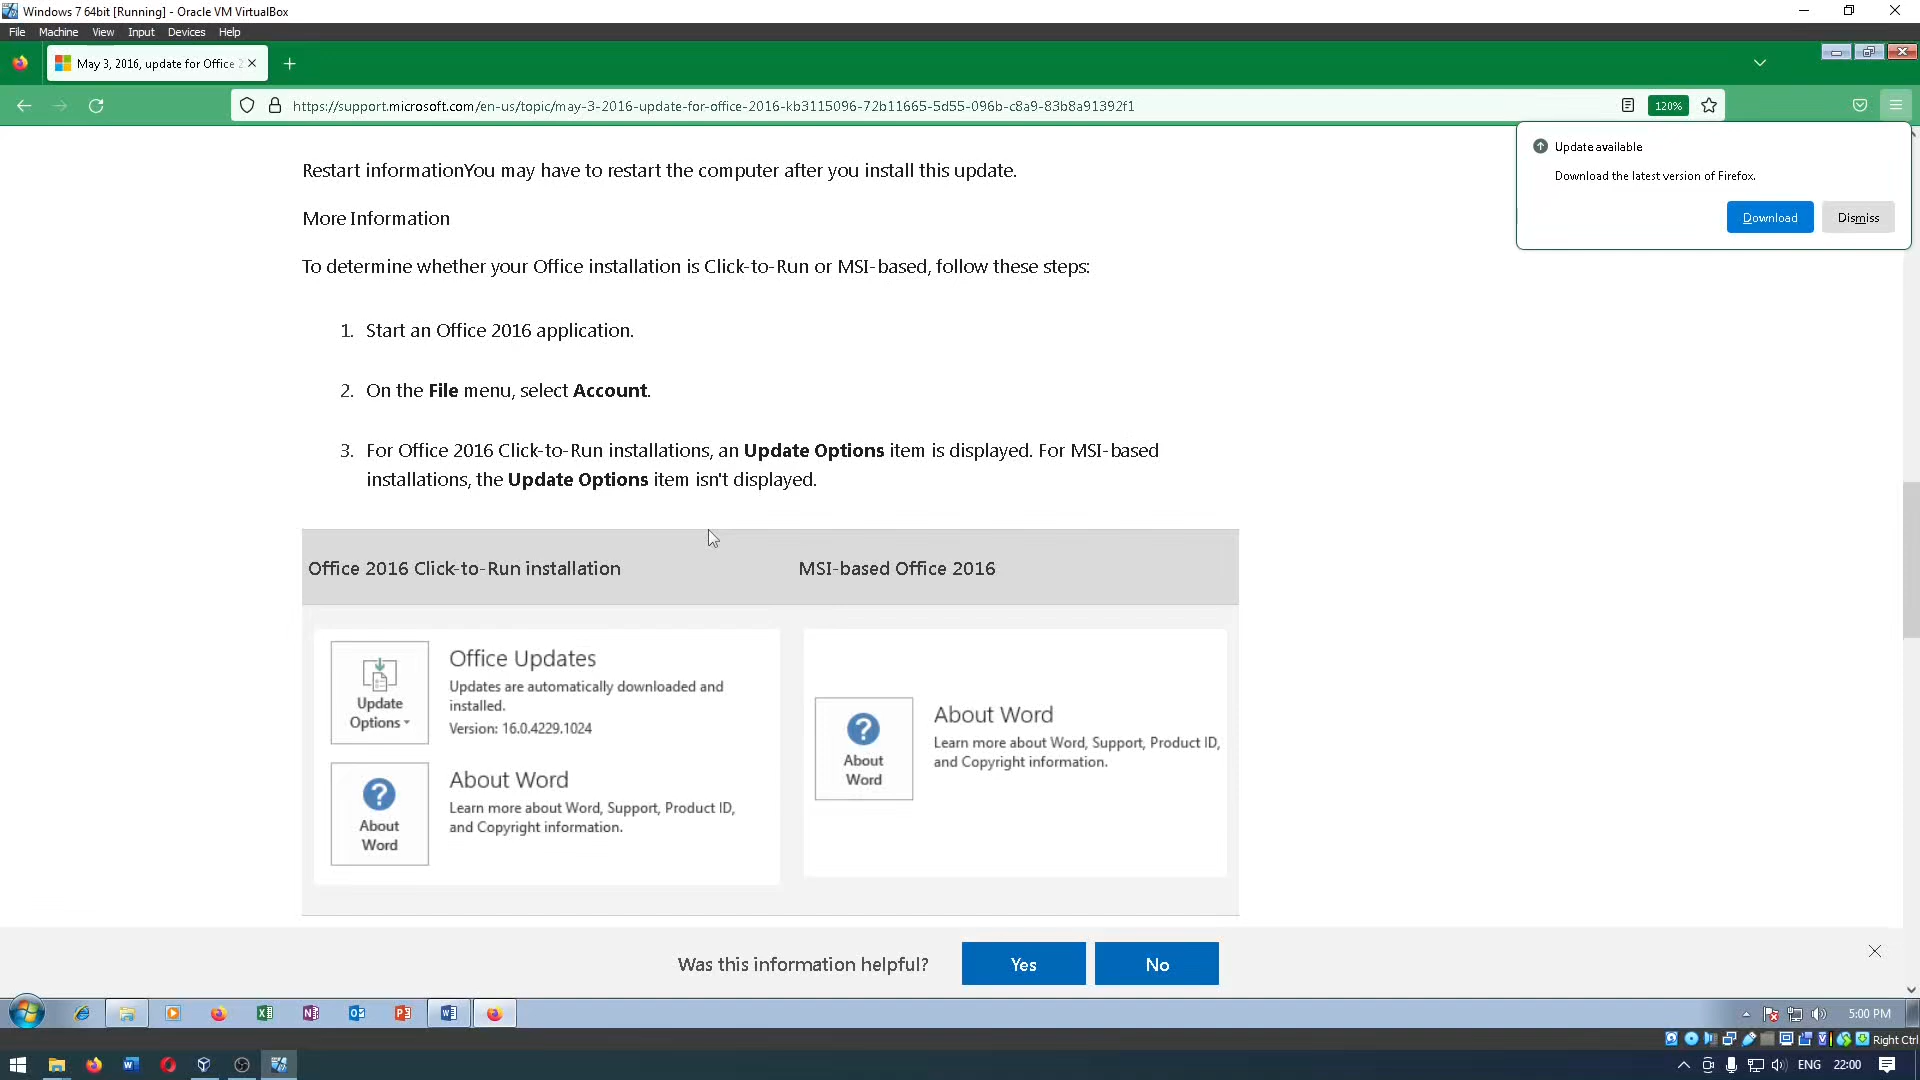 Windows 7 64bit [Running] - Oracle VM VirtualBox
File Machine View Input Devices Help
May 3, 2016, update for Office 2
https://support.microsoft.com/en-us/topic/may-3-2016-update-for-office-2016-kb3115096-72b11665-5d55-096b-c8a9-83b8a91392f1
120%
Update available
Download the latest version of Firefox.
Download Dismiss
Restart informationYou may have to restart the computer after you install this update.
More Information
To determine whether your Office installation is Click-to-Run or MSI-based, follow these steps:
1. Start an Office 2016 application.
2. On the File menu, select Account.
3. For Office 2016 Click-to-Run installations, an Update Options item is displayed. For MSI-based
installations, the Update Options item isn't displayed.
Office 2016 Click-to-Run installation
MSI-based Office 2016
Update
Options
Office Updates
Updates are automatically downloaded and
installed.
Version: 16.0.4229.1024
About
Word
About Word
Learn more about Word, Support, Product ID,
and Copyright information.
About
Word
About Word
Learn more about Word, Support, Product ID,
and Copyright information.
Was this information helpful?
Yes
No
5:00 PM
Right Ctrl
ENG 22:00